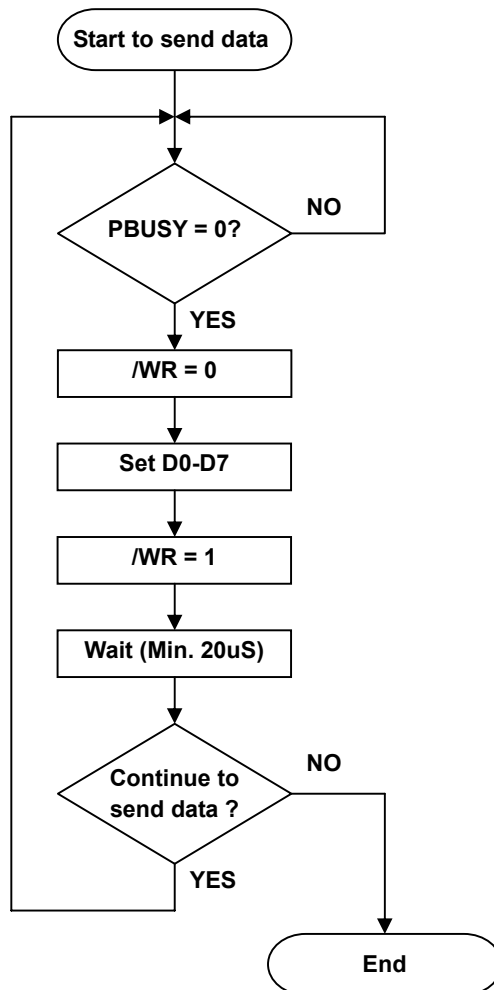 Start to send data
PBUSY = 0?
NO
YES
/WR = 0
Set D0-D7
/WR = 1
Wait (Min. 20uS)
Continue to
send data ?
NO
YES
End